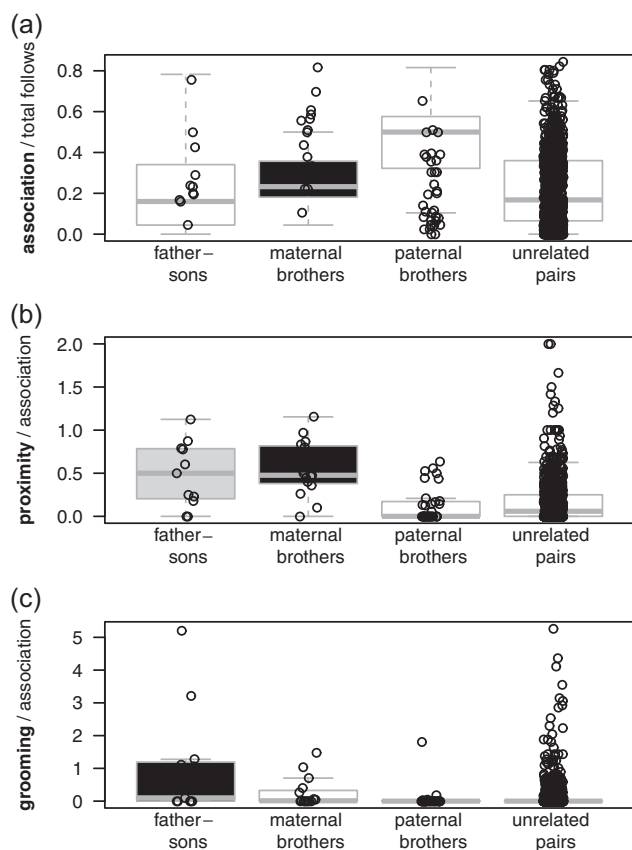 (a)
association / total follows
0.8
0.6
0.4
0.2
0.0
father– maternal paternal unrelated
sons brothers brothers pairs
(b)
proximity / association
2.0
1.5
1.0
0.5
0.0
father– maternal paternal unrelated
sons brothers brothers pairs
(c)
grooming / association
5
4
3
2
1
0
father– maternal paternal unrelated
sons brothers brothers pairs